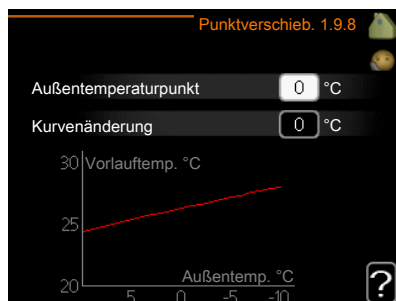 Punktverschieb. 1.9.8
Außentemperaturpunkt 0 °C
Kurvenänderung 0 °C
30 Vorlauftemp. °C
25
Außentemp. °C
20
5 0 -5 -10
?